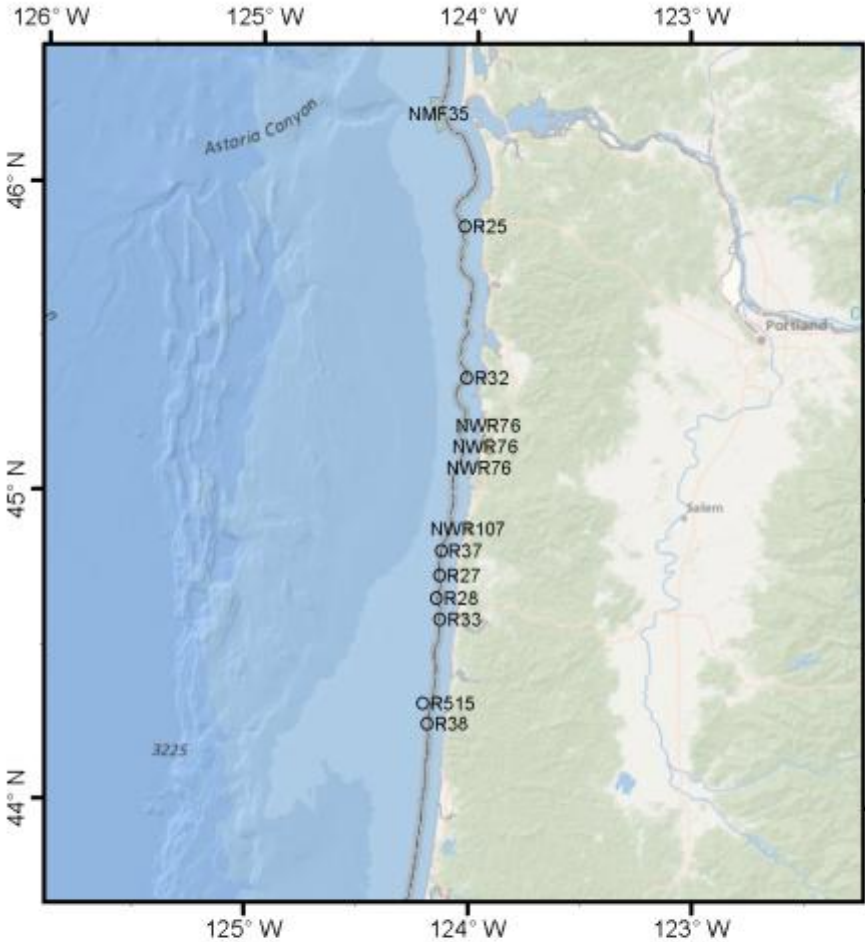 126° W 125° W 124° W 123° W
Astoria Canyon
NMF35
46° N
OR25
Portland
OR32
NWR76
NWR76
NWR76
45° N
Salem
NWR107
OR37
OR27
OR28
OR33
OR515
OR38
3225
44° N
125° W 124° W 123° W